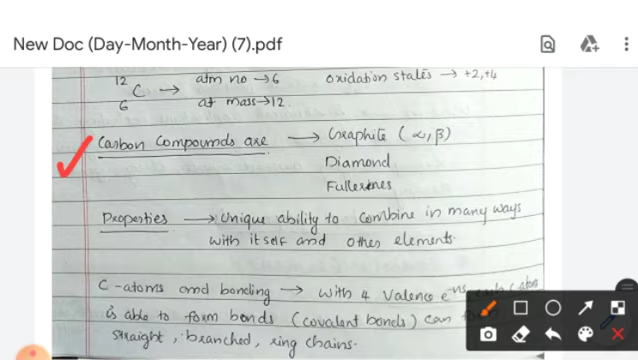 New Doc (Day-Month-Year) (7).pdf
12 C → atm no → 6 oxidation states → +2,+4
6 at mass → 12.
Carbon Compounds are → Graphite (α, β)
Diamond
Fullerines
Properties → Unique ability to combine in many ways
with itself and other elements.
C-atoms and bonding → with 4 valence e-ns
is able to form bonds (covalent bonds) can
straight, branched, ring chains.